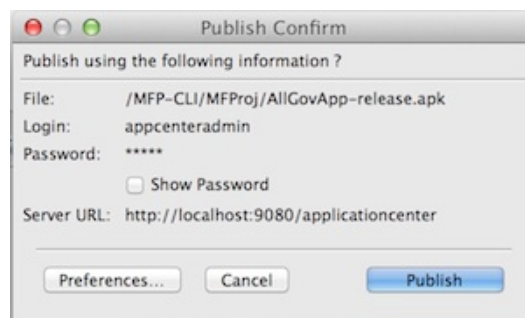 Publish Confirm
Publish using the following information ?
File: /MFP-CLI/MFProj/AllGovApp-release.apk
Login: appcenteradmin
Password: *****
Show Password
Server URL: http://localhost:9080/applicationcenter
Preferences... Cancel Publish